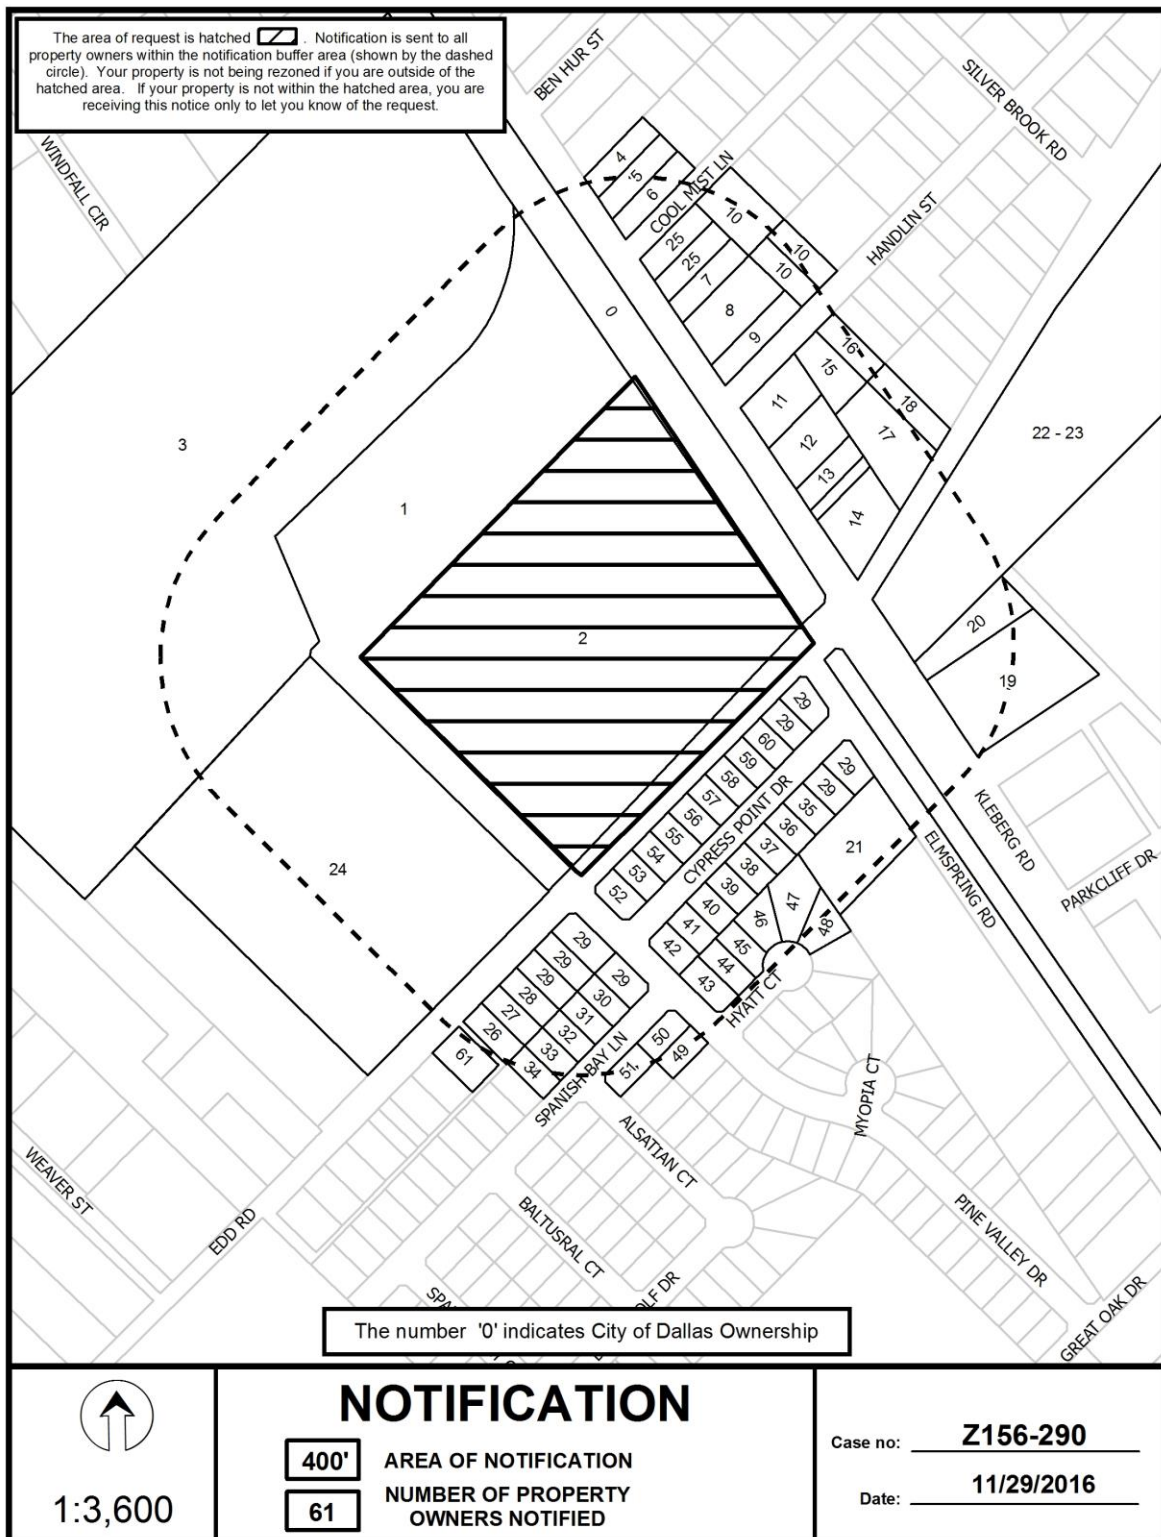 The area of request is hatched . Notification is sent to all
property owners within the notification buffer area (shown by the dashed
circle). Your property is not being rezoned if you are outside of the
hatched area. If your property is not within the hatched area, you are
receiving this notice only to let you know of the request.
BEN HUR ST
SILVER BROOK RD
WINDFALL CIR
4
5
6
COOL MIST LN
10
10
10
HANDLIN ST
25
25
7
8
9
0
16
15
18
11
17
12
13
14
22 - 23
3
1
2
20
19
29
29
60
59
58
57
56
55
54
53
52
CYPRESS POINT DR
29
29
35
36
37
38
39
40
41
42
21
47
46
48
45
44
43
ELMSPRING RD
KLEBERG RD
PARKCLIFF DR
24
29
29
29
29
28
30
27
31
26
32
33
34
61
HYATT CT
50
49
51
SPANISH BAY LN
MYOPIA CT
ALSATIAN CT
WEAVER ST
EDD RD
BALTUSRAL CT
PINE VALLEY DR
GREAT OAK DR
The number '0' indicates City of Dallas Ownership
1:3,600
NOTIFICATION
400' AREA OF NOTIFICATION
61 NUMBER OF PROPERTY
OWNERS NOTIFIED
Case no: Z156-290
Date: 11/29/2016